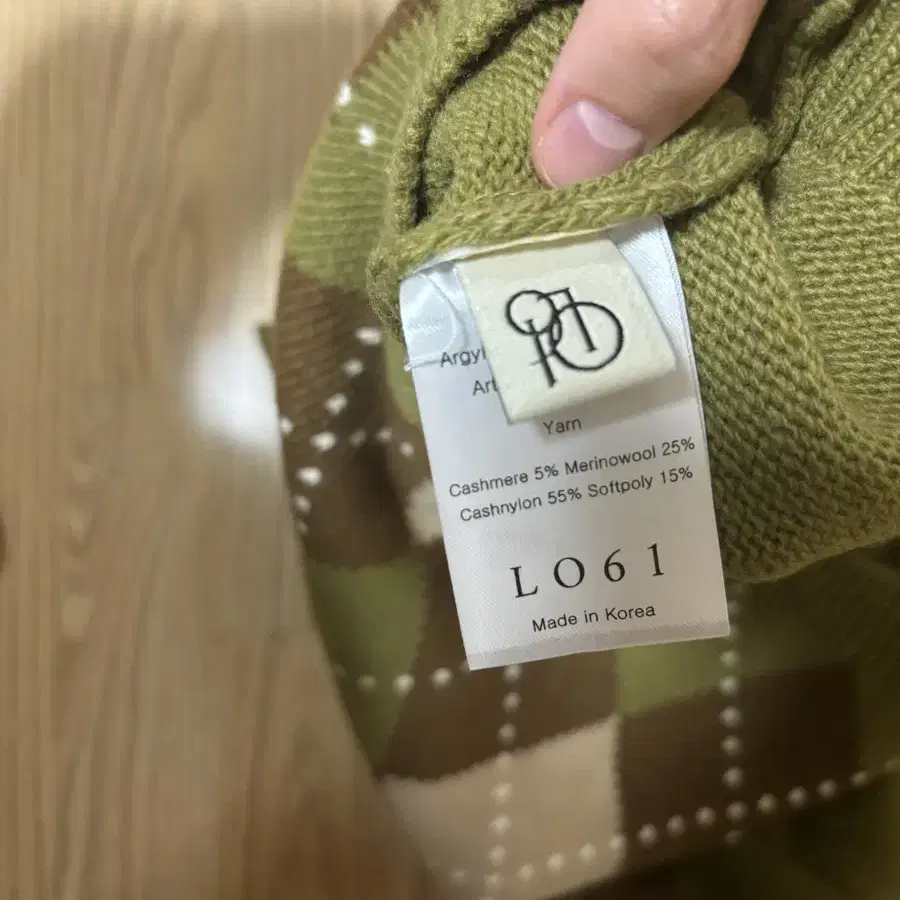 Yarn
Cashmere 5% Merinowool 25%
Cashnylon 55% Softpoly 15%
LO61
Made in Korea